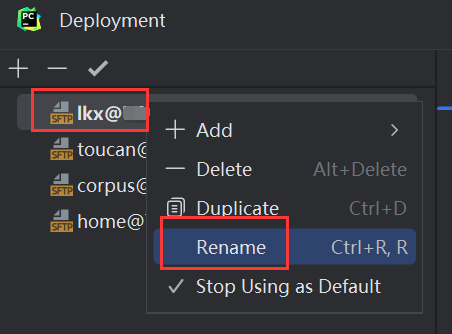 PC
Deployment
SFTP lkx@
SFTP toucan@
SFTP corpus@
SFTP home@
Add
Delete Alt+Delete
Duplicate Ctrl+D
Rename Ctrl+R, R
Stop Using as Default